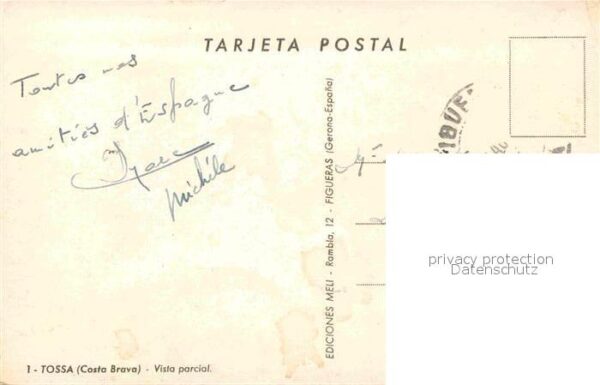 TARJETA POSTAL
Toutes nos
amitiés d'Espagne
Michèle
EDICIONES MELI - Rambla, 12 - FIGUERAS (Gerona-España)
privacy protection
Datenschutz
1 - TOSSA (Costa Brava) - Vista parcial.